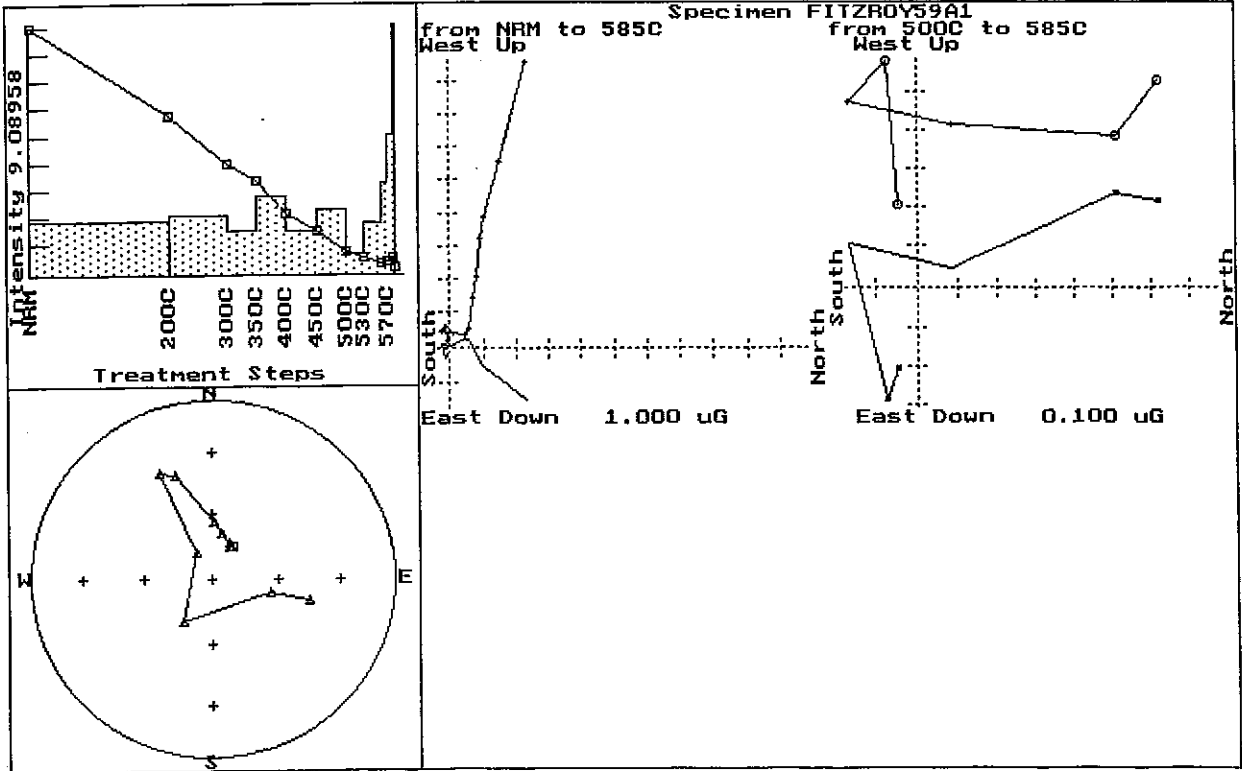 Specimen FITZROY59A1
from NRM to 585C
West Up
from 500C to 585C
West Up
Intensity 9.08958
NRM
200C
300C
350C
400C
450C
500C
530C
570C
Treatment Steps
South
North
East Down 1.000 uG
South
North
East Down 0.100 uG
N
W
E
S